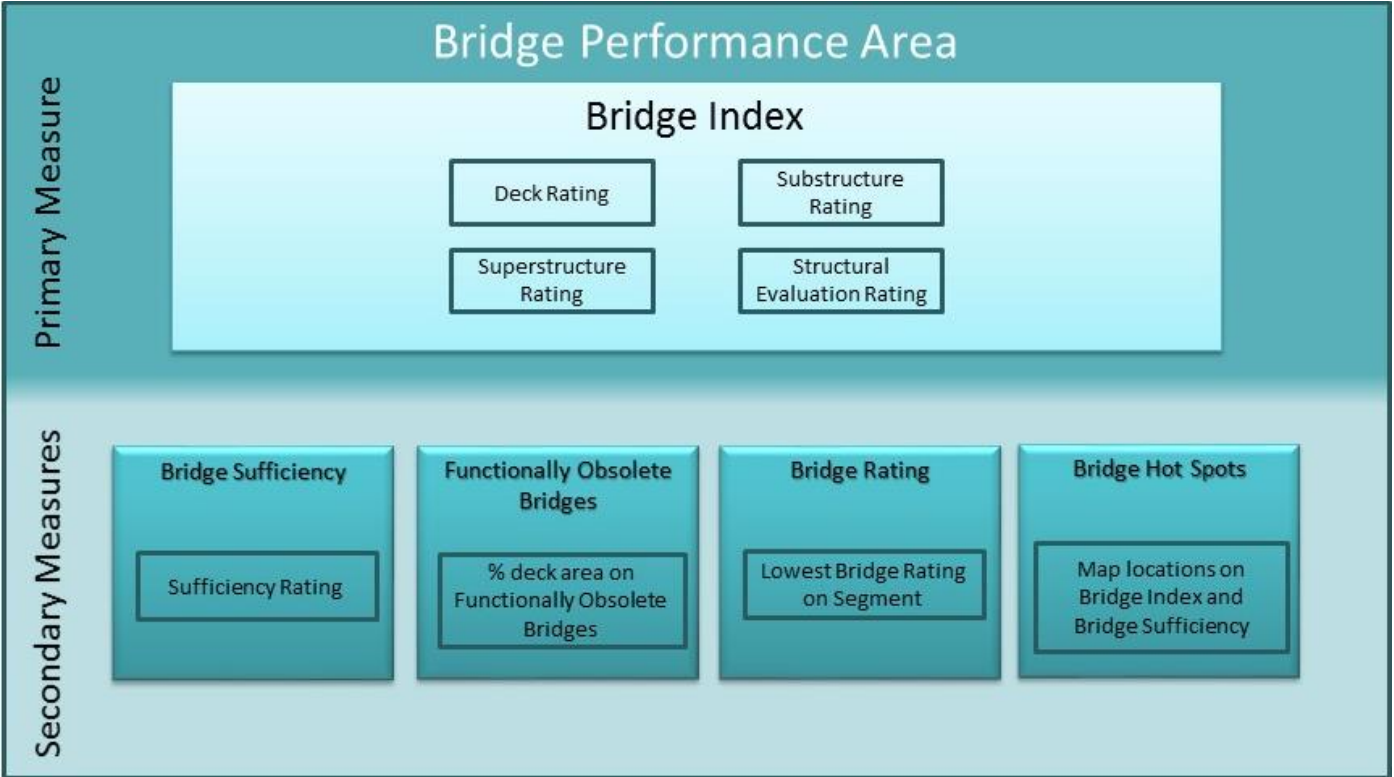 Bridge Performance Area
Primary Measure
Bridge Index
Deck Rating
Substructure
Rating
Superstructure
Rating
Structural
Evaluation Rating
Secondary Measures
Bridge Sufficiency
Sufficiency Rating
Functionally Obsolete
Bridges
% deck area on
Functionally Obsolete
Bridges
Bridge Rating
Lowest Bridge Rating
on Segment
Bridge Hot Spots
Map locations on
Bridge Index and
Bridge Sufficiency